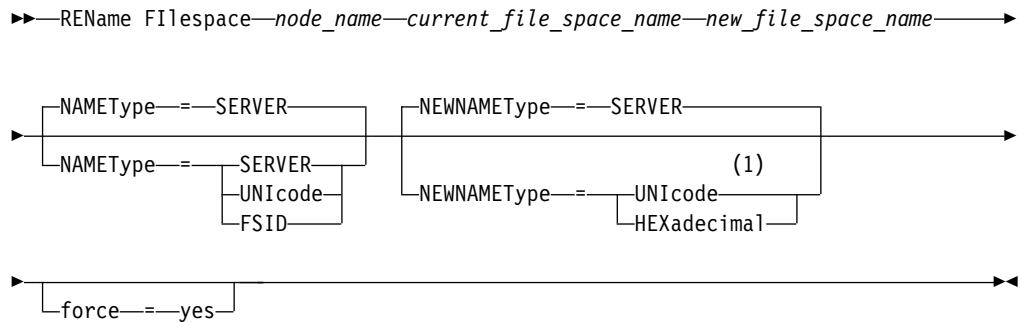 REName FIlespace node_name current_file_space_name new_file_space_name
NAMEType = SERVER NEWNAMEType = SERVER
NAMEType = SERVER (1)
UNIcode NEWNAMEType = UNIcode
FSID HEXadecimal
force = yes